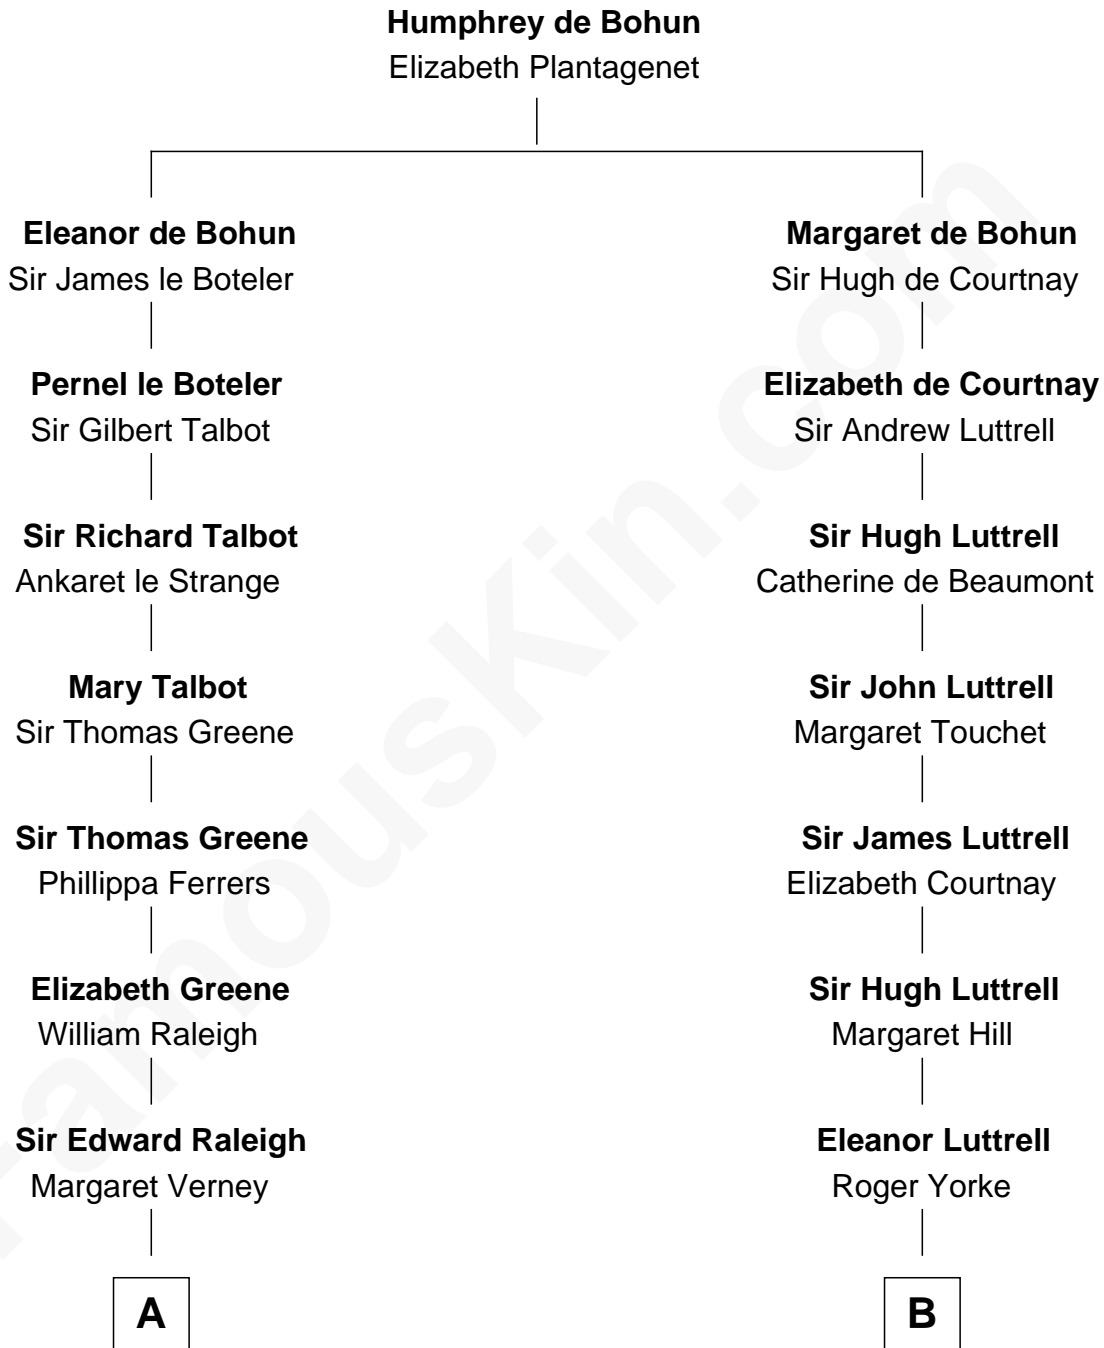 Humphrey de Bohun
Elizabeth Plantagenet
Eleanor de Bohun
Sir James le Boteler
Margaret de Bohun
Sir Hugh de Courtnay
Pernel le Boteler
Sir Gilbert Talbot
Elizabeth de Courtnay
Sir Andrew Luttrell
Sir Richard Talbot
Ankaret le Strange
Sir Hugh Luttrell
Catherine de Beaumont
Mary Talbot
Sir Thomas Greene
Sir John Luttrell
Margaret Touchet
Sir Thomas Greene
Phillippa Ferrers
Sir James Luttrell
Elizabeth Courtnay
Elizabeth Greene
William Raleigh
Sir Hugh Luttrell
Margaret Hill
Sir Edward Raleigh
Margaret Verney
Eleanor Luttrell
Roger Yorke
A
B
FamousKin.com